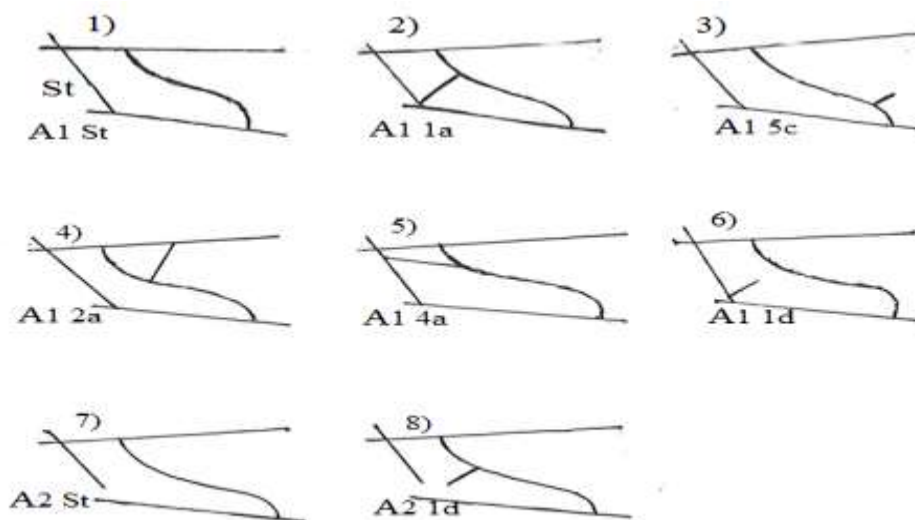 1)
St
A1 St
2)
A1 1a
3)
A1 5c
4)
A1 2a
5)
A1 4a
6)
A1 1d
7)
A2 St
8)
A2 1d